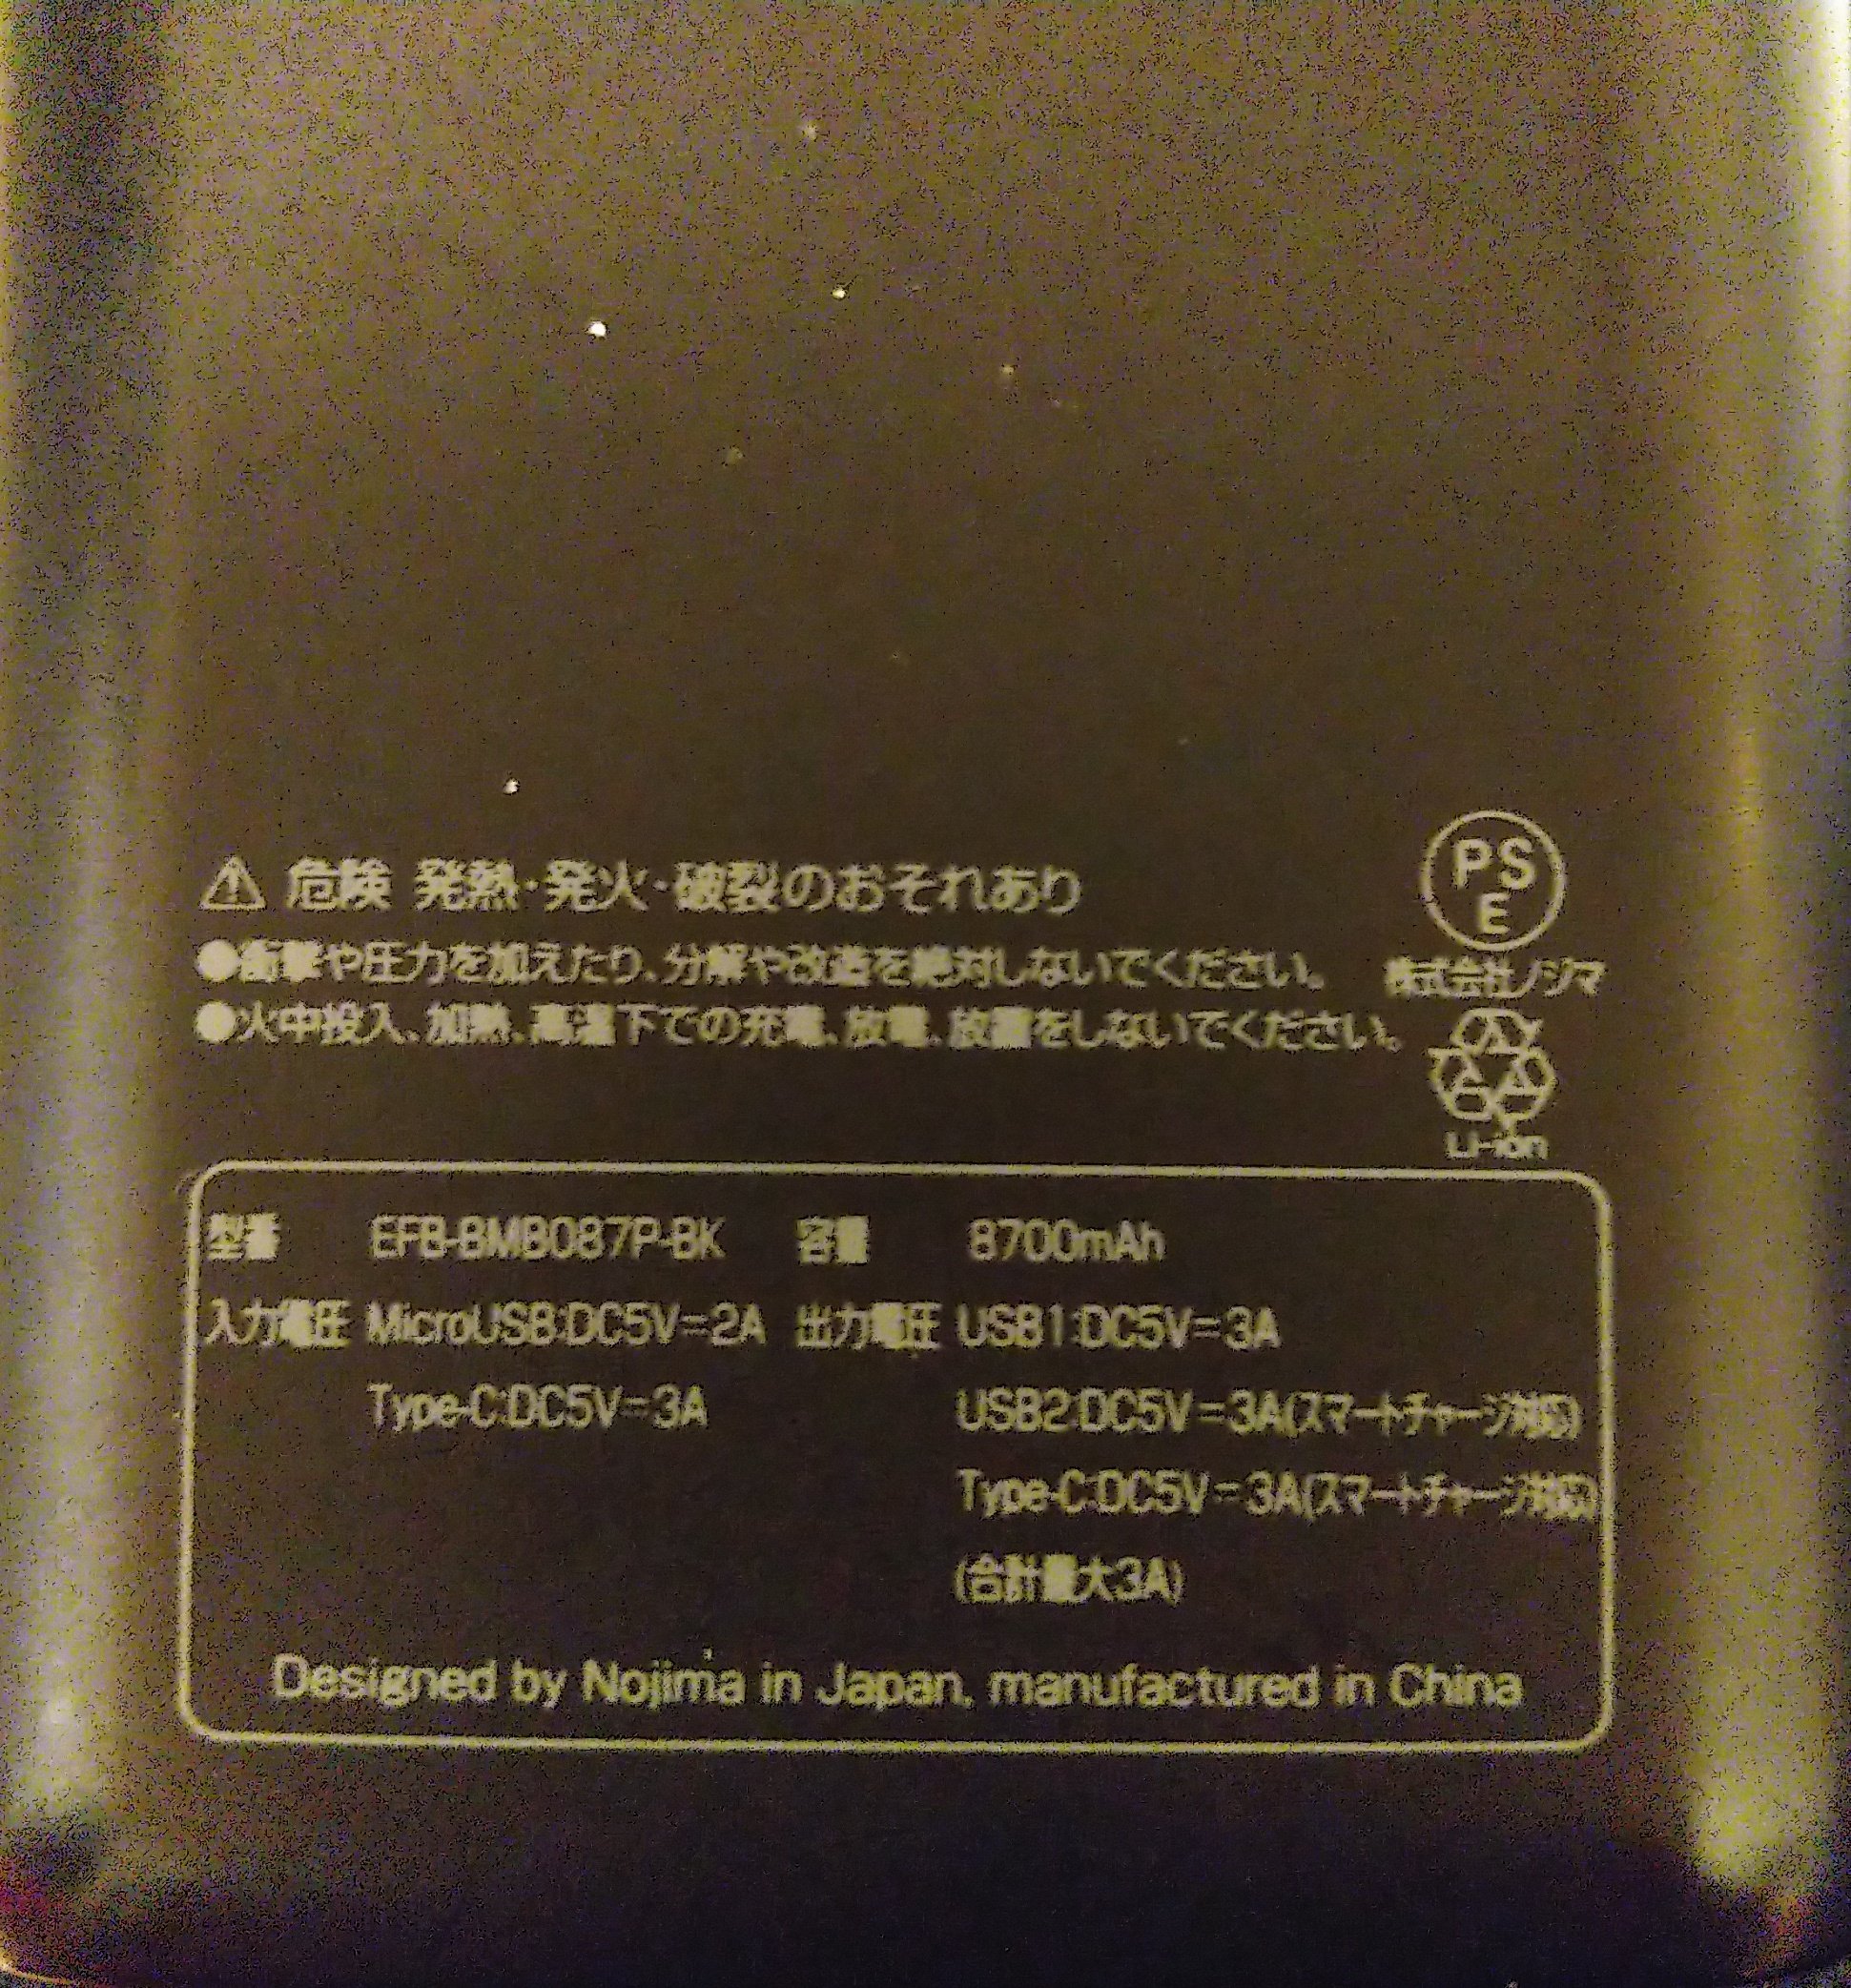 ⚠ 危険 発熱・発火・破裂のおそれあり
●衝撃や圧力を加えたり、分解や改造を絶対しないでください。
●火中投入、加熱、高温下での充電、放電、放置をしないでください。
PS
E
株式会社ノジマ
Li-ion
型番 EFB-BMB087P-BK 容量 8700mAh
入力電圧 MicroUSB:DC5V=2A 出力電圧 USB1:DC5V=3A
Type-C:DC5V=3A USB2:DC5V=3A(スマートチャージ対応)
Type-C:DC5V=3A(スマートチャージ対応)
(合計最大3A)
Designed by Nojima in Japan, manufactured in China